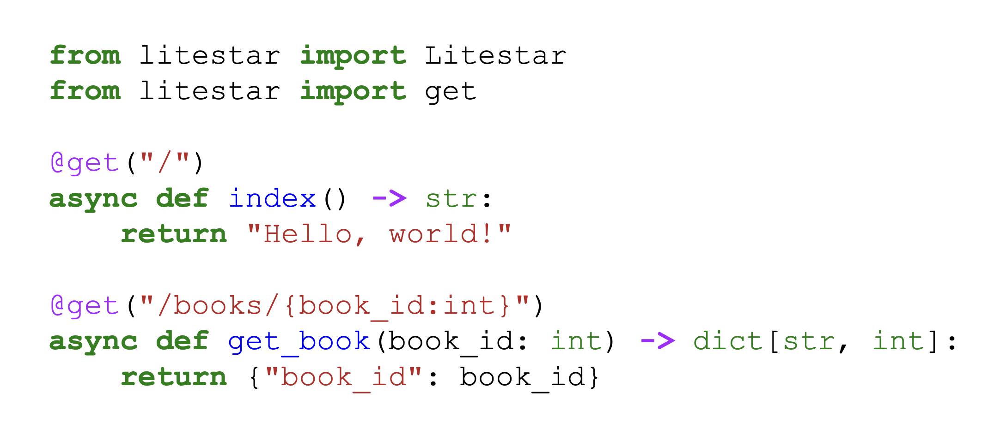 from litestar import Litestar
from litestar import get

@get("/")
async def index() -> str:
    return "Hello, world!"

@get("/books/{book_id:int}")
async def get_book(book_id: int) -> dict[str, int]:
    return {"book_id": book_id}